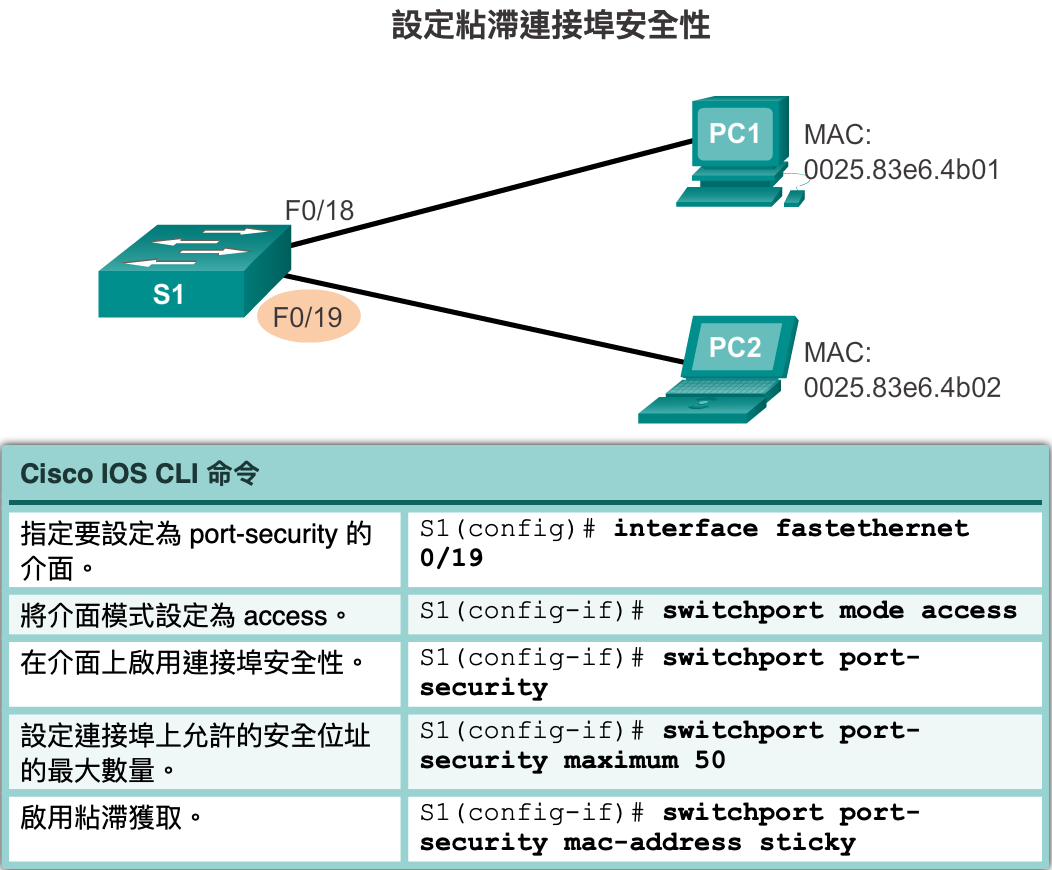 設定粘滯連接埠安全性
PC1
MAC:
0025.83e6.4b01
F0/18
S1
F0/19
PC2
MAC:
0025.83e6.4b02
Cisco IOS CLI 命令
指定要設定為 port-security 的
介面。
S1(config)# interface fastethernet
0/19
將介面模式設定為 access。
S1(config-if)# switchport mode access
在介面上啟用連接埠安全性。
S1(config-if)# switchport port-
security
設定連接埠上允許的安全位址
的最大數量。
S1(config-if)# switchport port-
security maximum 50
啟用粘滯獲取。
S1(config-if)# switchport port-
security mac-address sticky